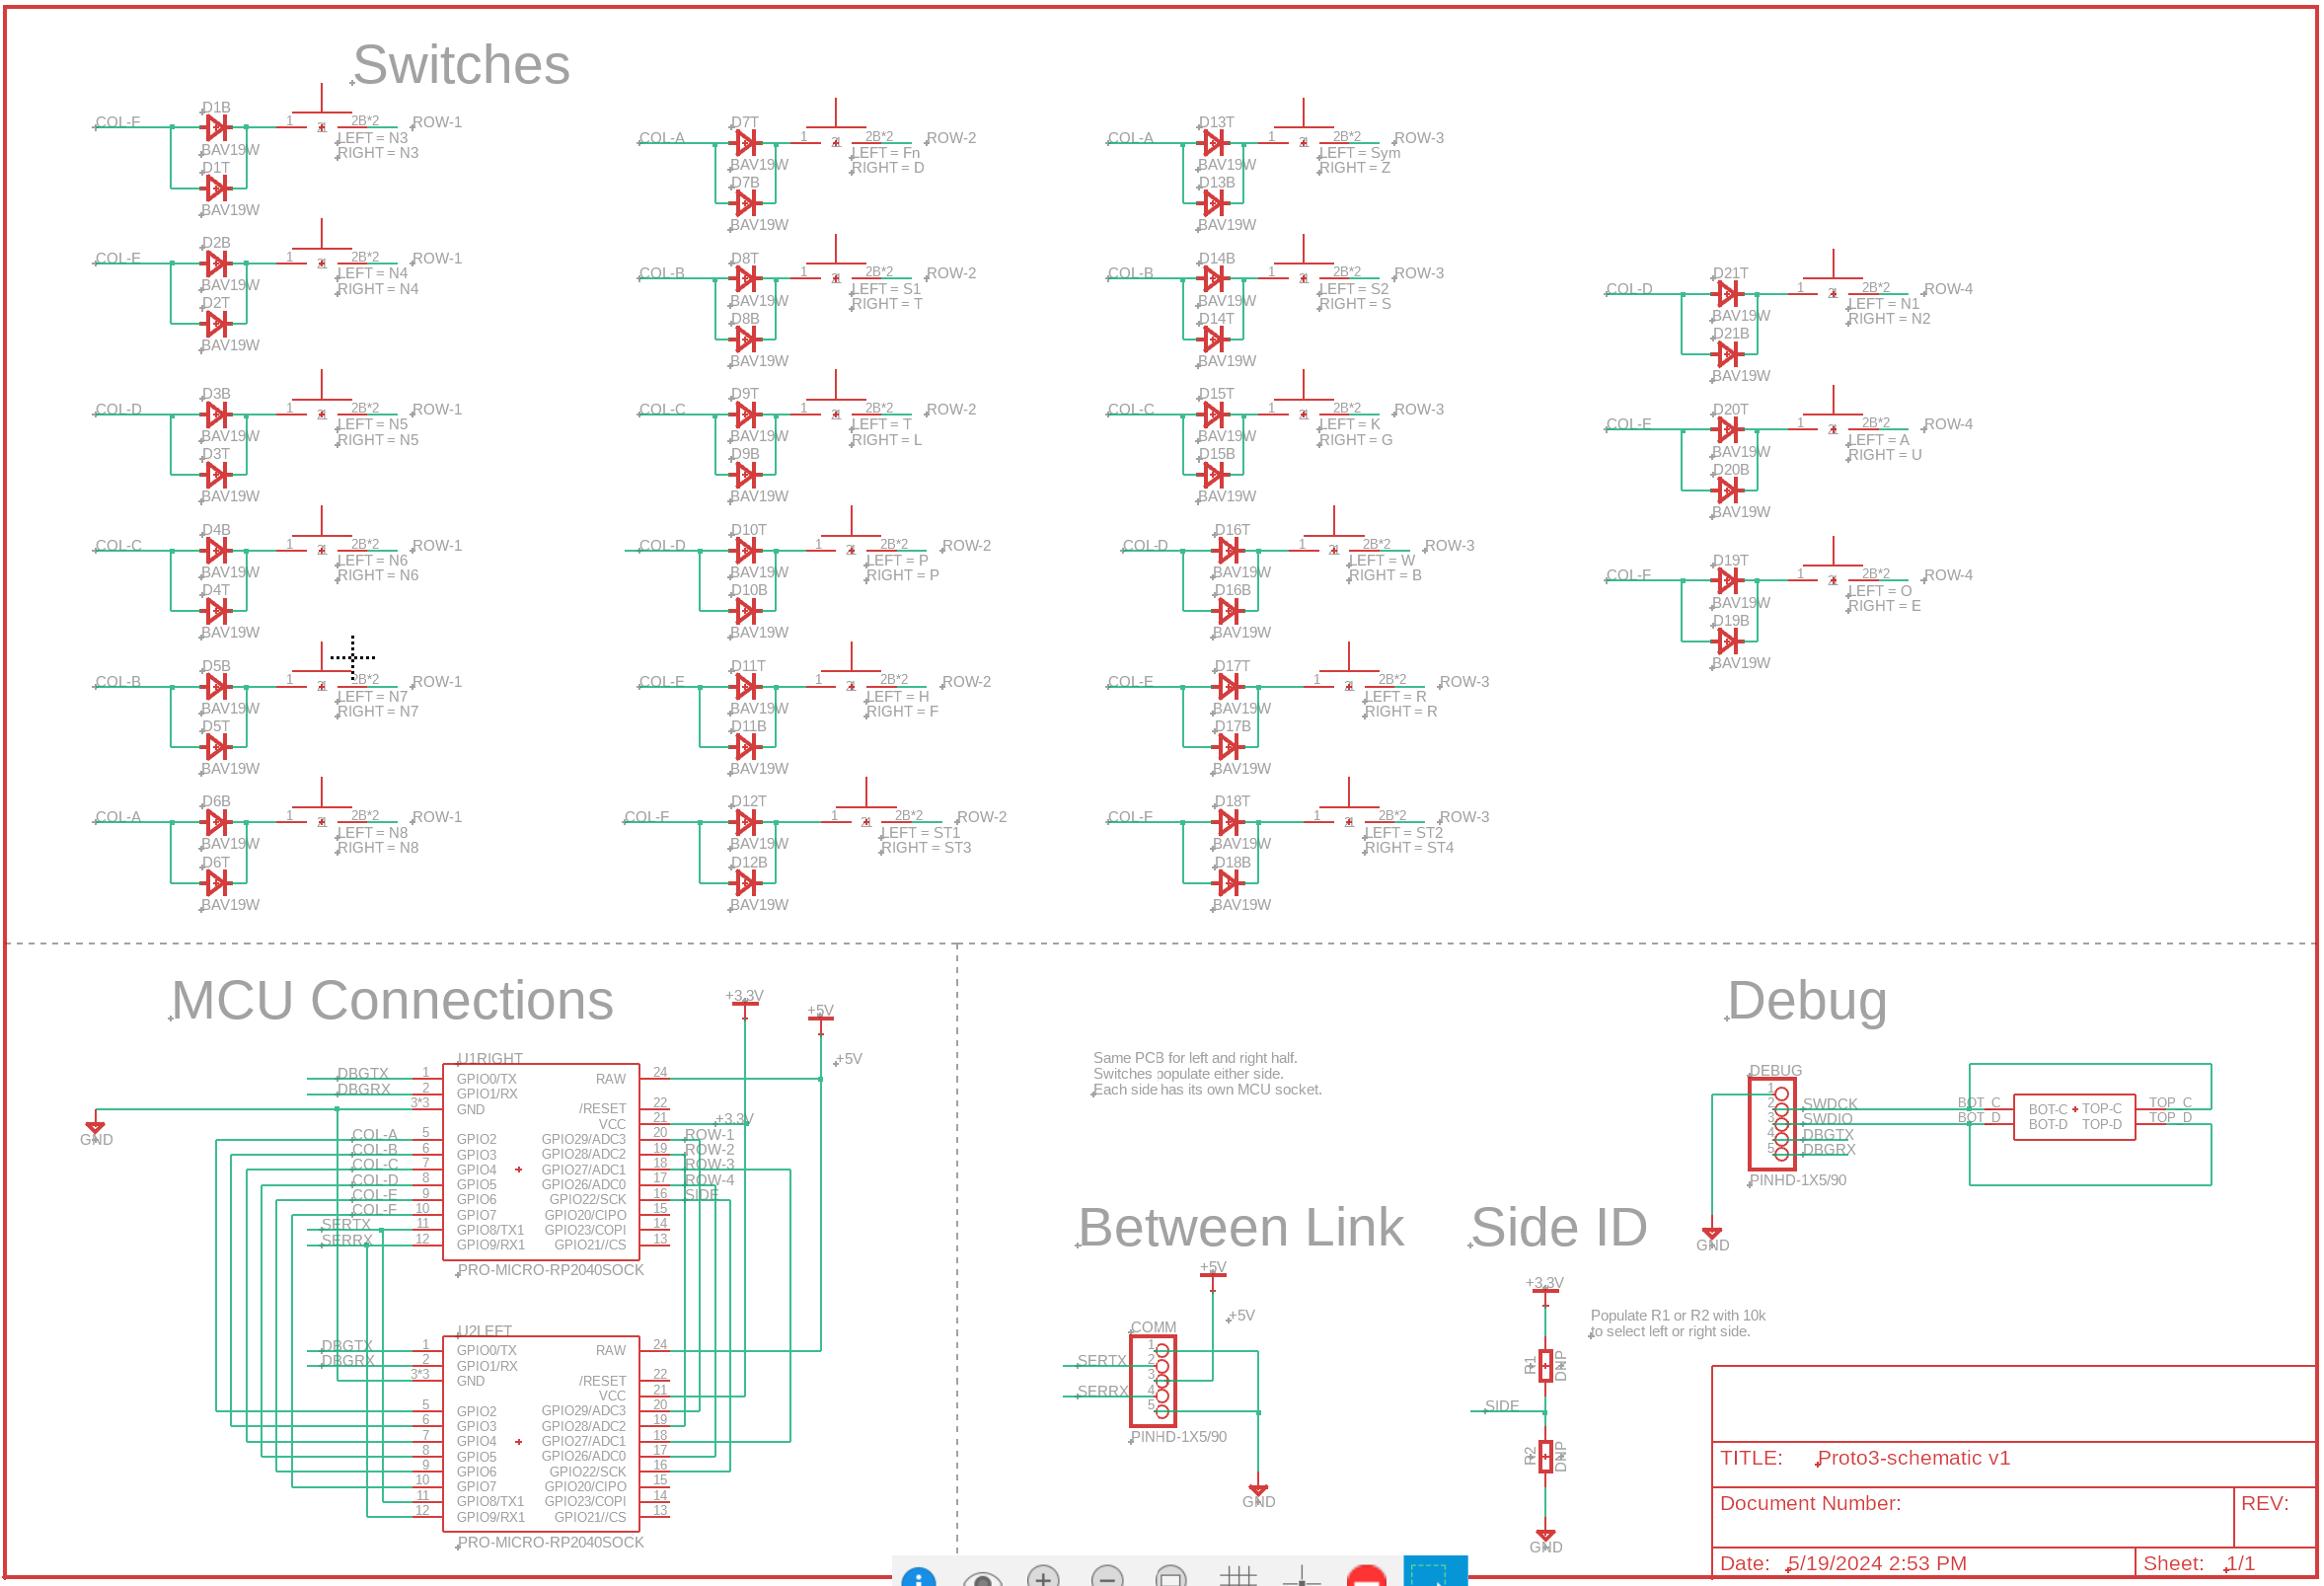 Switches
COL-F
D1B
BAV19W
D1T
BAV19W
1
2B*2
ROW-1
LEFT = N3
RIGHT = N3
COL-E
D2B
BAV19W
D2T
BAV19W
1
2B*2
ROW-1
LEFT = N4
RIGHT = N4
COL-D
D3B
BAV19W
D3T
BAV19W
1
2B*2
ROW-1
LEFT = N5
RIGHT = N5
COL-C
D4B
BAV19W
D4T
BAV19W
1
2B*2
ROW-1
LEFT = N6
RIGHT = N6
COL-B
D5B
BAV19W
D5T
BAV19W
1
2B*2
ROW-1
LEFT = N7
RIGHT = N7
COL-A
D6B
BAV19W
D6T
BAV19W
1
2B*2
ROW-1
LEFT = N8
RIGHT = N8
COL-A
D7T
BAV19W
D7B
BAV19W
1
2B*2
ROW-2
LEFT = Fn
RIGHT = D
COL-B
D8T
BAV19W
D8B
BAV19W
1
2B*2
ROW-2
LEFT = S1
RIGHT = T
COL-C
D9T
BAV19W
D9B
BAV19W
1
2B*2
ROW-2
LEFT = T
RIGHT = L
COL-D
D10T
BAV19W
D10B
BAV19W
1
2B*2
ROW-2
LEFT = P
RIGHT = P
COL-E
D11T
BAV19W
D11B
BAV19W
1
2B*2
ROW-2
LEFT = H
RIGHT = F
COL-F
D12T
BAV19W
D12B
BAV19W
1
2B*2
ROW-2
LEFT = ST1
RIGHT = ST3
COL-A
D13T
BAV19W
D13B
BAV19W
1
2B*2
ROW-3
LEFT = Sym
RIGHT = Z
COL-B
D14B
BAV19W
D14T
BAV19W
1
2B*2
ROW-3
LEFT = S2
RIGHT = S
COL-C
D15T
BAV19W
D15B
BAV19W
1
2B*2
ROW-3
LEFT = K
RIGHT = G
COL-D
D16T
BAV19W
D16B
BAV19W
1
2B*2
ROW-3
LEFT = W
RIGHT = B
COL-E
D17T
BAV19W
D17B
BAV19W
1
2B*2
ROW-3
LEFT = R
RIGHT = R
COL-F
D18T
BAV19W
D18B
BAV19W
1
2B*2
ROW-3
LEFT = ST2
RIGHT = ST4
COL-D
D21T
BAV19W
D21B
BAV19W
1
2B*2
ROW-4
LEFT = N1
RIGHT = N2
COL-E
D20T
BAV19W
D20B
BAV19W
1
2B*2
ROW-4
LEFT = A
RIGHT = U
COL-F
D19T
BAV19W
D19B
BAV19W
1
2B*2
ROW-4
LEFT = O
RIGHT = E
MCU Connections
+3.3V
+5V
+5V
U1RIGHT
DBGTX 1 GPIO0/TX RAW 24
DBGRX 2 GPIO1/RX
3*3 GND /RESET 22
VCC 21 +3.3V
COL-A 5 GPIO2 GPIO29/ADC3 20 ROW-1
COL-B 6 GPIO3 GPIO28/ADC2 19 ROW-2
COL-C 7 GPIO4 GPIO27/ADC1 18 ROW-3
COL-D 8 GPIO5 GPIO26/ADC0 17 ROW-4
COL-E 9 GPIO6 GPIO22/SCK 16 SIDE
COL-F 10 GPIO7 GPIO20/CIPO 15
SERTX 11 GPIO8/TX1 GPIO23/COPI 14
SERRX 12 GPIO9/RX1 GPIO21//CS 13
PRO-MICRO-RP2040SOCK
GND
U2LEFT
DBGTX 1 GPIO0/TX RAW 24
DBGRX 2 GPIO1/RX
3*3 GND /RESET 22
VCC 21
5 GPIO2 GPIO29/ADC3 20
6 GPIO3 GPIO28/ADC2 19
7 GPIO4 GPIO27/ADC1 18
8 GPIO5 GPIO26/ADC0 17
9 GPIO6 GPIO22/SCK 16
10 GPIO7 GPIO20/CIPO 15
11 GPIO8/TX1 GPIO23/COPI 14
12 GPIO9/RX1 GPIO21//CS 13
PRO-MICRO-RP2040SOCK
Same PCB for left and right half.
Switches populate either side.
Each side has its own MCU socket.
Between Link
+5V
+5V
COMM
1
SERTX 2
3
SERRX 4
5
PINHD-1X5/90
GND
Side ID
+3.3V
Populate R1 or R2 with 10k
to select left or right side.
R1 DNP
SIDE
R2 DNP
GND
Debug
DEBUG
1
2 SWDCK
3 SWDIO
4 DBGTX
5 DBGRX
PINHD-1X5/90
GND
BOT_C BOT-C TOP-C TOP_C
BOT_D BOT-D TOP-D TOP_D
TITLE: Proto3-schematic v1
Document Number:
REV:
Date: 5/19/2024 2:53 PM
Sheet: 1/1